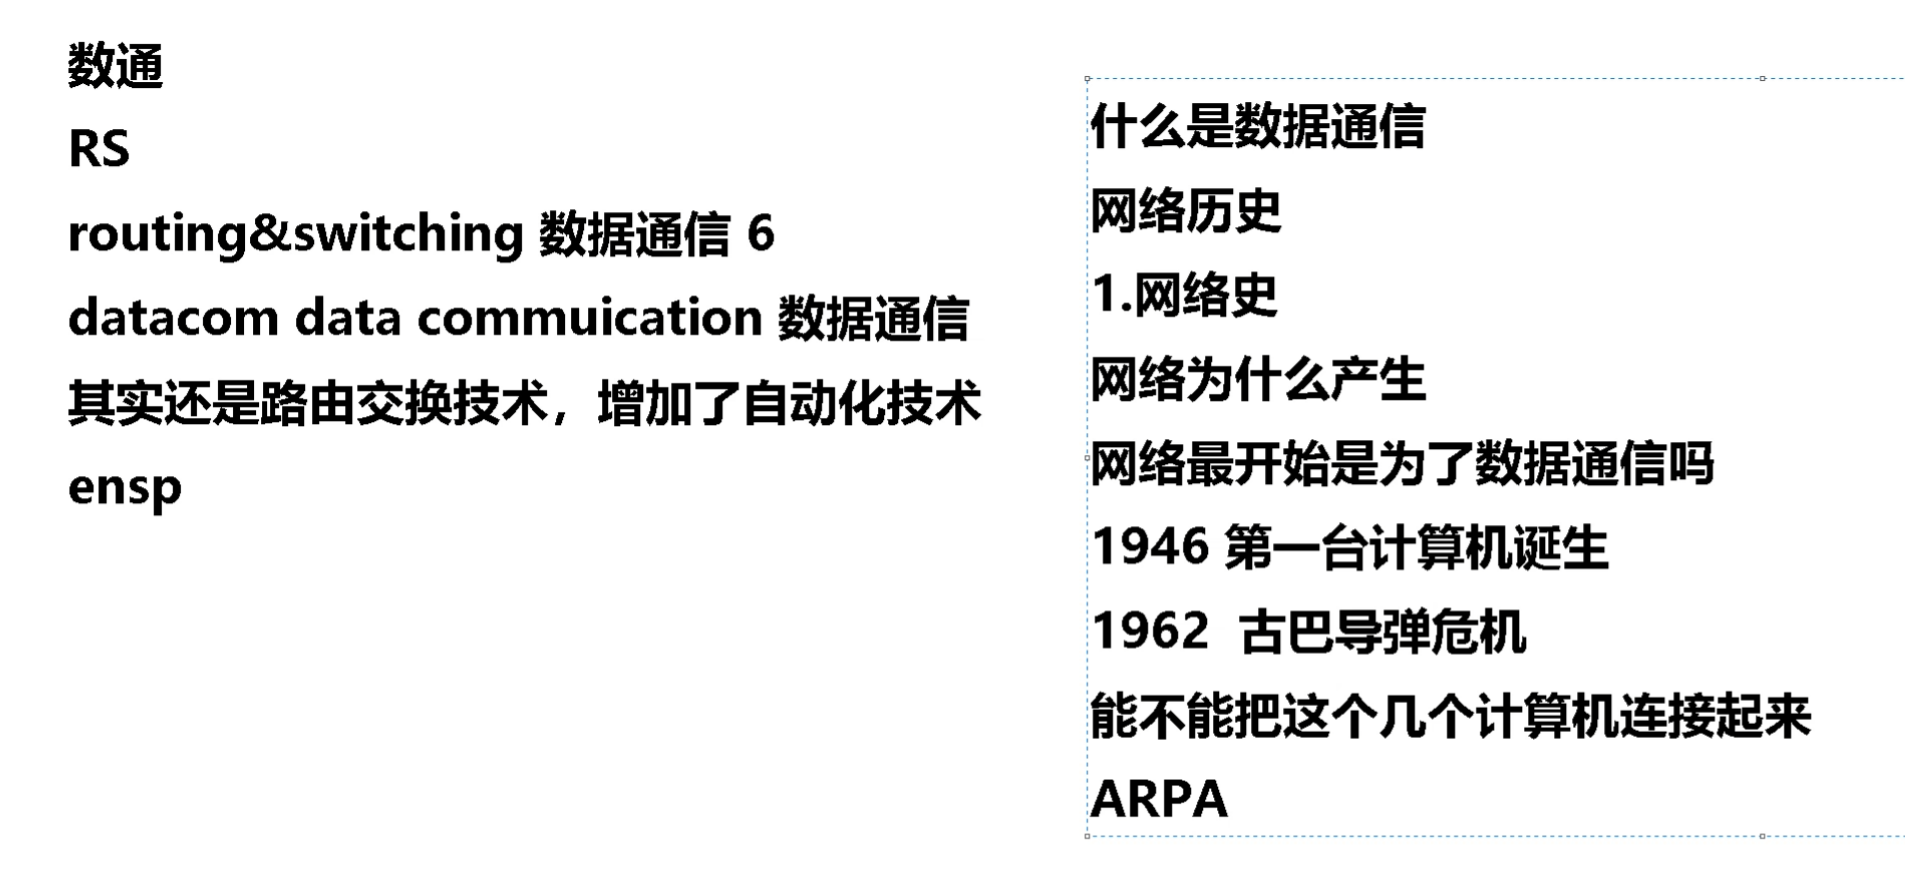 数通
RS
routing&switching 数据通信 6
datacom data commuication 数据通信
其实还是路由交换技术，增加了自动化技术
ensp
什么是数据通信
网络历史
1.网络史
网络为什么产生
网络最开始是为了数据通信吗
1946 第一台计算机诞生
1962  古巴导弹危机
能不能把这个几个计算机连接起来
ARPA